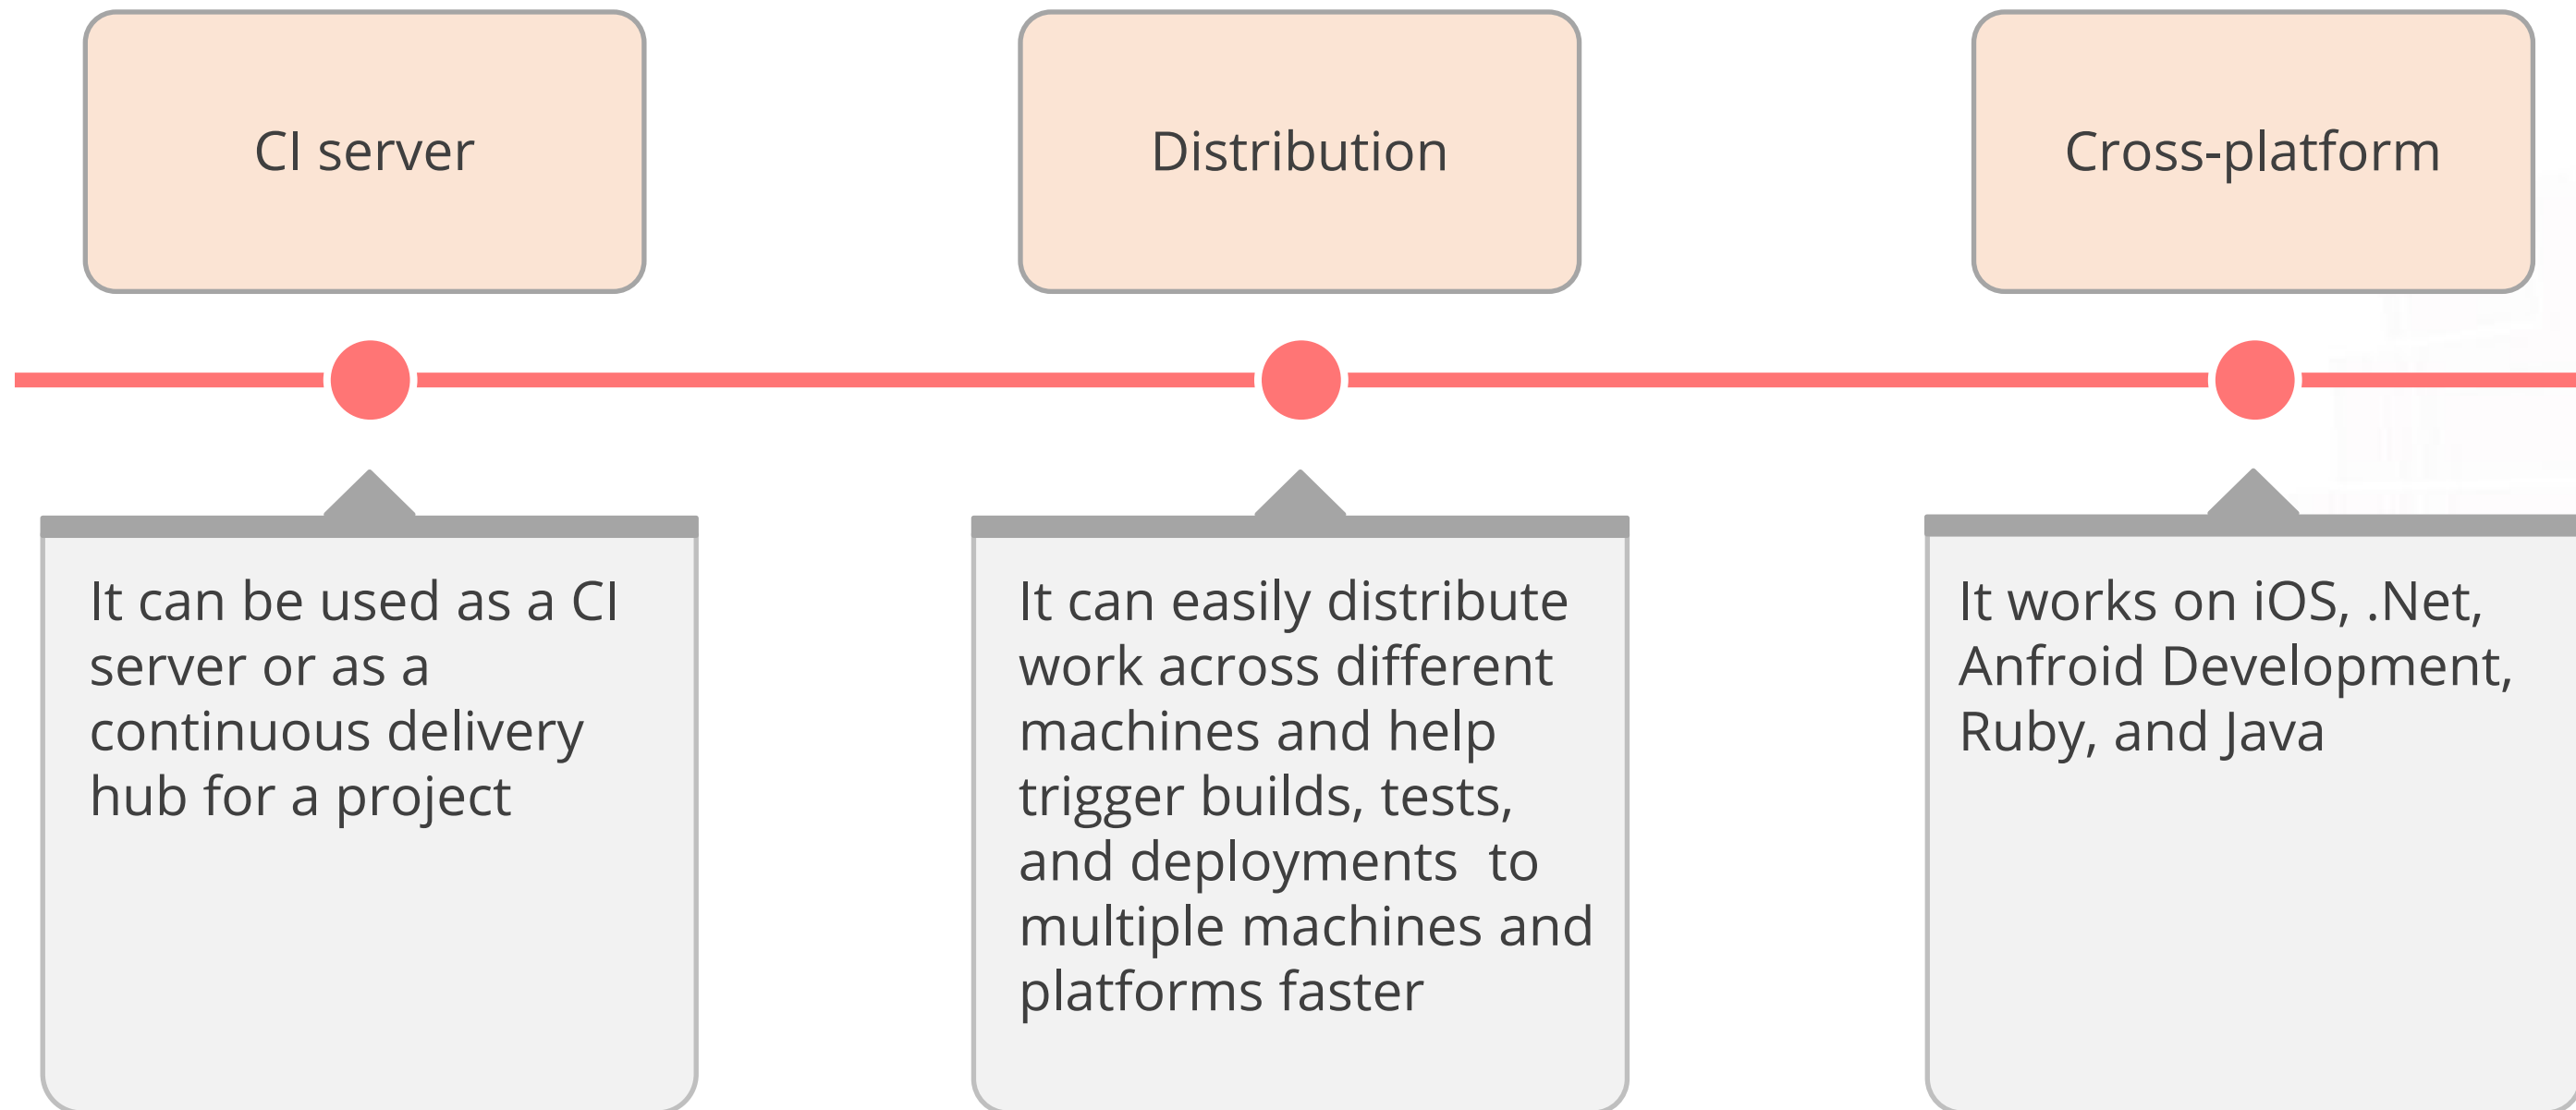 CI server
Distribution
Cross-platform
It can be used as a CI
server or as a
continuous delivery
hub for a project
It can easily distribute
work across different
machines and help
trigger builds, tests,
and deployments  to
multiple machines and
platforms faster
It works on iOS, .Net,
Anfroid Development,
Ruby, and Java